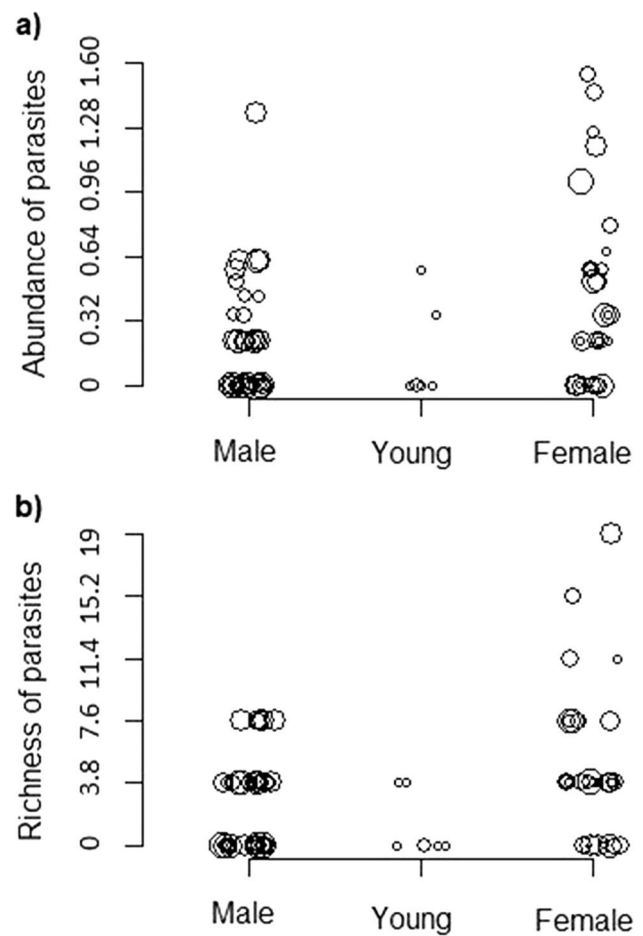 a)
Abundance of parasites
1.60
1.28
0.96
0.64
0.32
0
Male Young Female
b)
Richness of parasites
19
15.2
11.4
7.6
3.8
0
Male Young Female